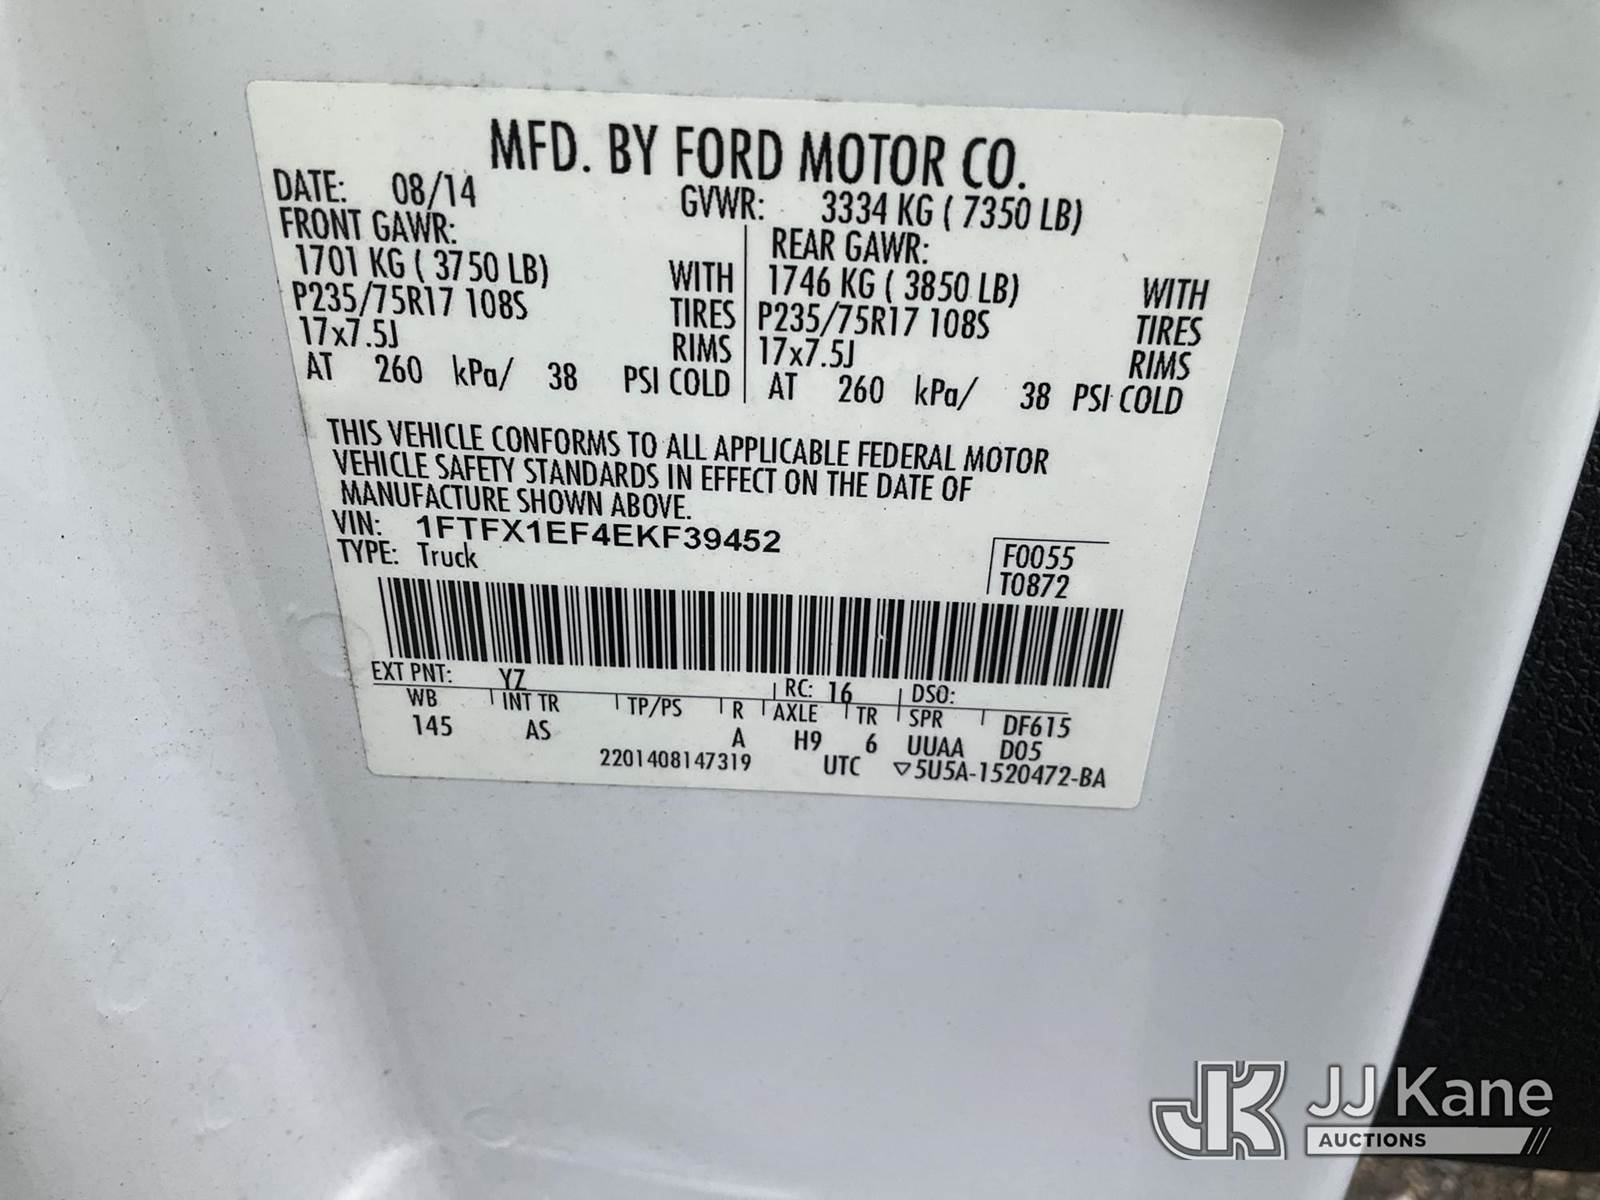 MFD. BY FORD MOTOR CO.
DATE: 08/14 GVWR: 3334 KG ( 7350 LB)
FRONT GAWR: REAR GAWR:
1701 KG ( 3750 LB) WITH 1746 KG ( 3850 LB) WITH
P235/75R17 108S TIRES P235/75R17 108S TIRES
17x7.5J RIMS 17x7.5J RIMS
AT 260 kPa/ 38 PSI COLD AT 260 kPa/ 38 PSI COLD
THIS VEHICLE CONFORMS TO ALL APPLICABLE FEDERAL MOTOR
VEHICLE SAFETY STANDARDS IN EFFECT ON THE DATE OF
MANUFACTURE SHOWN ABOVE.
VIN: 1FTFX1EF4EKF39452
TYPE: Truck F0055
T0872
EXT PNT: YZ RC: 16 DSO:
WB INT TR TP/PS R AXLE TR SPR DF615
145 AS A H9 6 UUAA D05
2201408147319 UTC ▽5U5A-1520472-BA
JK JJ Kane
AUCTIONS